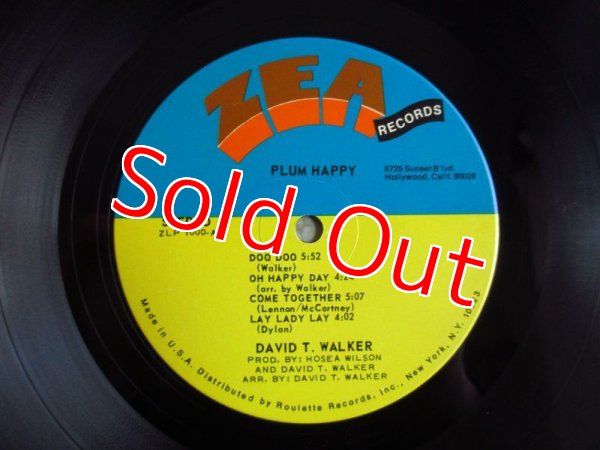 ZEA
RECORDS
PLUM HAPPY
6725 Sunset B'lvd.
Hollywood, Calif. 90028
Sold Out
ZLP 1000-A
DOO DOO 5:52
(Walker)
OH HAPPY DAY
(arr. by Walker)
COME TOGETHER 5:07
(Lennon/McCartney)
LAY LADY LAY 4:02
(Dylan)
DAVID T. WALKER
PROD. BY: HOSEA WILSON
AND DAVID T. WALKER
ARR. BY: DAVID T. WALKER
Made in U.S.A. Distributed by Roulette Records, Inc., New York, N.Y.